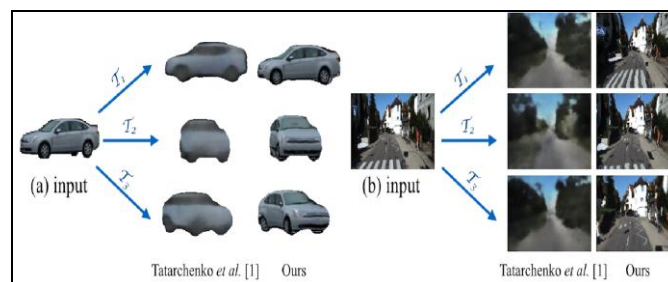 T₁
T₂
T₃
(a) input
Tatarchenko et al. [1]
Ours
T₁
T₂
T₃
(b) input
Tatarchenko et al. [1]
Ours